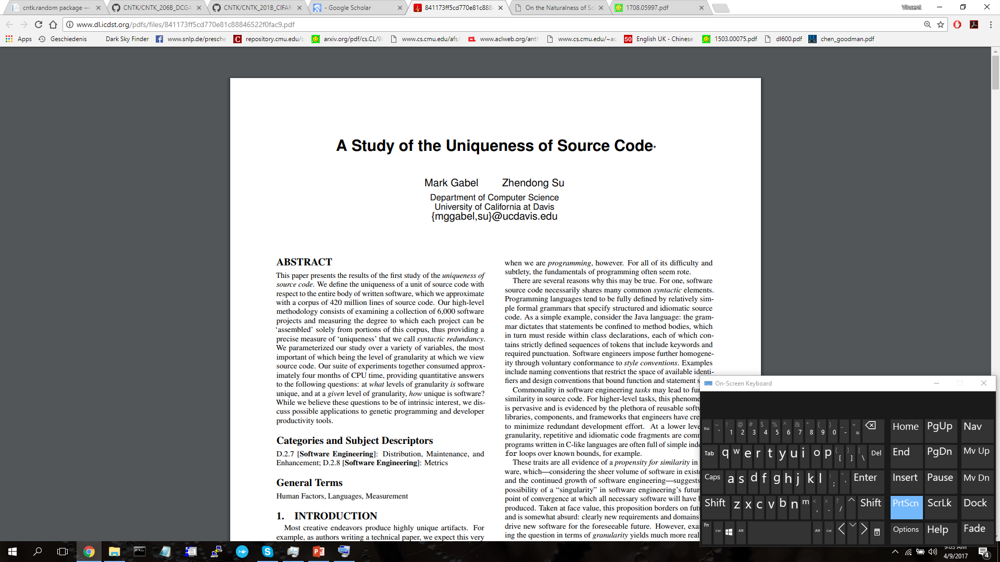 cntk.random package —
CNTK/CNTK_206B_DCGA
CNTK/CNTK_201B_CIFAR
- Google Scholar
841173ff5cd770e81c888
On the Naturalness of So
1708.05997.pdf
Vincent
www.dl.icdst.org/pdfs/files/841173ff5cd770e81c88846522f0fac9.pdf
Apps
Geschiedenis
Dark Sky Finder
www.snlp.de/presche
repository.cmu.edu/c
arxiv.org/pdf/cs.CL/9
www.cs.cmu.edu/afs/
www.aclweb.org/anth
www.cs.cmu.edu/~ac
50 English UK - Chinese
1503.00075.pdf
dl600.pdf
chen_goodman.pdf
A Study of the Uniqueness of Source Code*
Mark Gabel Zhendong Su
Department of Computer Science
University of California at Davis
{mggabel,su}@ucdavis.edu
ABSTRACT
This paper presents the results of the first study of the uniqueness of
source code. We define the uniqueness of a unit of source code with
respect to the entire body of written software, which we approximate
with a corpus of 420 million lines of source code. Our high-level
methodology consists of examining a collection of 6,000 software
projects and measuring the degree to which each project can be
'assembled' solely from portions of this corpus, thus providing a
precise measure of 'uniqueness' that we call syntactic redundancy.
We parameterized our study over a variety of variables, the most
important of which being the level of granularity at which we view
source code. Our suite of experiments together consumed approx-
imately four months of CPU time, providing quantitative answers
to the following questions: at what levels of granularity is software
unique, and at a given level of granularity, how unique is software?
While we believe these questions to be of intrinsic interest, we dis-
cuss possible applications to genetic programming and developer
productivity tools.
Categories and Subject Descriptors
D.2.7 [Software Engineering]: Distribution, Maintenance, and
Enhancement; D.2.8 [Software Engineering]: Metrics
General Terms
Human Factors, Languages, Measurement
1. INTRODUCTION
Most creative endeavors produce highly unique artifacts. For
example, as authors writing a technical paper, we expect this very
when we are programming, however. For all of its difficulty and
subtlety, the fundamentals of programming often seem rote.
There are several reasons why this may be true. For one, software
source code necessarily shares many common syntactic elements.
Programming languages tend to be fully defined by relatively sim-
ple formal grammars that specify structured and idiomatic source
code. As a simple example, consider the Java language: the gram-
mar dictates that statements be confined to method bodies, which
in turn must reside within class declarations, each of which con-
tains strictly defined sequences of tokens that include keywords and
required punctuation. Software engineers impose further homogene-
ity through voluntary conformance to style conventions. Examples
include naming conventions that restrict the space of available identi-
fiers and design conventions that bound function and statement s
Commonality in software engineering tasks may lead to fur
similarity in source code. For higher-level tasks, this phenome
is pervasive and is evidenced by the plethora of reusable softw
libraries, components, and frameworks that engineers have cre
to minimize redundant development effort. At a lower leve
granularity, repetitive and idiomatic code fragments are comm
programs written in C-like languages are often full of simple inde
for loops over known bounds, for example.
These traits are all evidence of a propensity for similarity in
ware, which—considering the sheer volume of software in existe
and the continued growth of software engineering—suggests
possibility of a “singularity” in software engineering's future
point of convergence at which all necessary software will have b
produced. Taken at face value, this proposition borders on futu
and is somewhat absurd: clearly new requirements and domains
drive new software for the foreseeable future. However, exa
ing the question in terms of granularity yields much more real
On-Screen Keyboard
Esc ~ ` ! 1 @ 2 # 3 $ 4 % 5 ^ 6 & 7 * 8 ( 9 ) 0 _ - + = Home PgUp Nav
Tab q w e r t y u i o p { [ } ] | \ Del End PgDn Mv Up
Caps a s d f g h j k l : ; " ' Enter Insert Pause Mv Dn
Shift z x c v b n m < , > . ? / ^ Shift PrtScn ScrLk Dock
Fn Ctrl Alt Alt Ctrl Options Help Fade
9:03 AM
4/9/2017
4